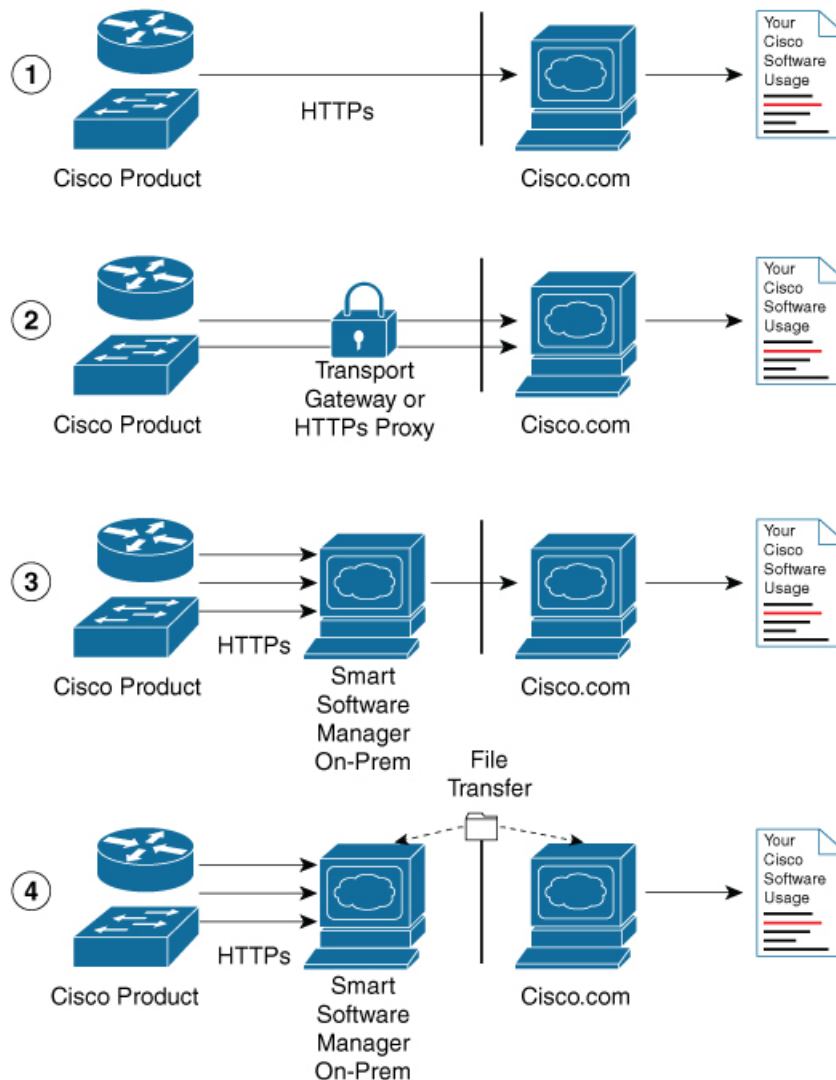 1
HTTPs
Cisco Product
Cisco.com
Your
Cisco
Software
Usage
2
Transport
Gateway or
HTTPs Proxy
Cisco Product
Cisco.com
Your
Cisco
Software
Usage
3
HTTPs
Cisco Product
Smart
Software
Manager
On-Prem
Cisco.com
Your
Cisco
Software
Usage
File
Transfer
4
HTTPs
Cisco Product
Smart
Software
Manager
On-Prem
Cisco.com
Your
Cisco
Software
Usage